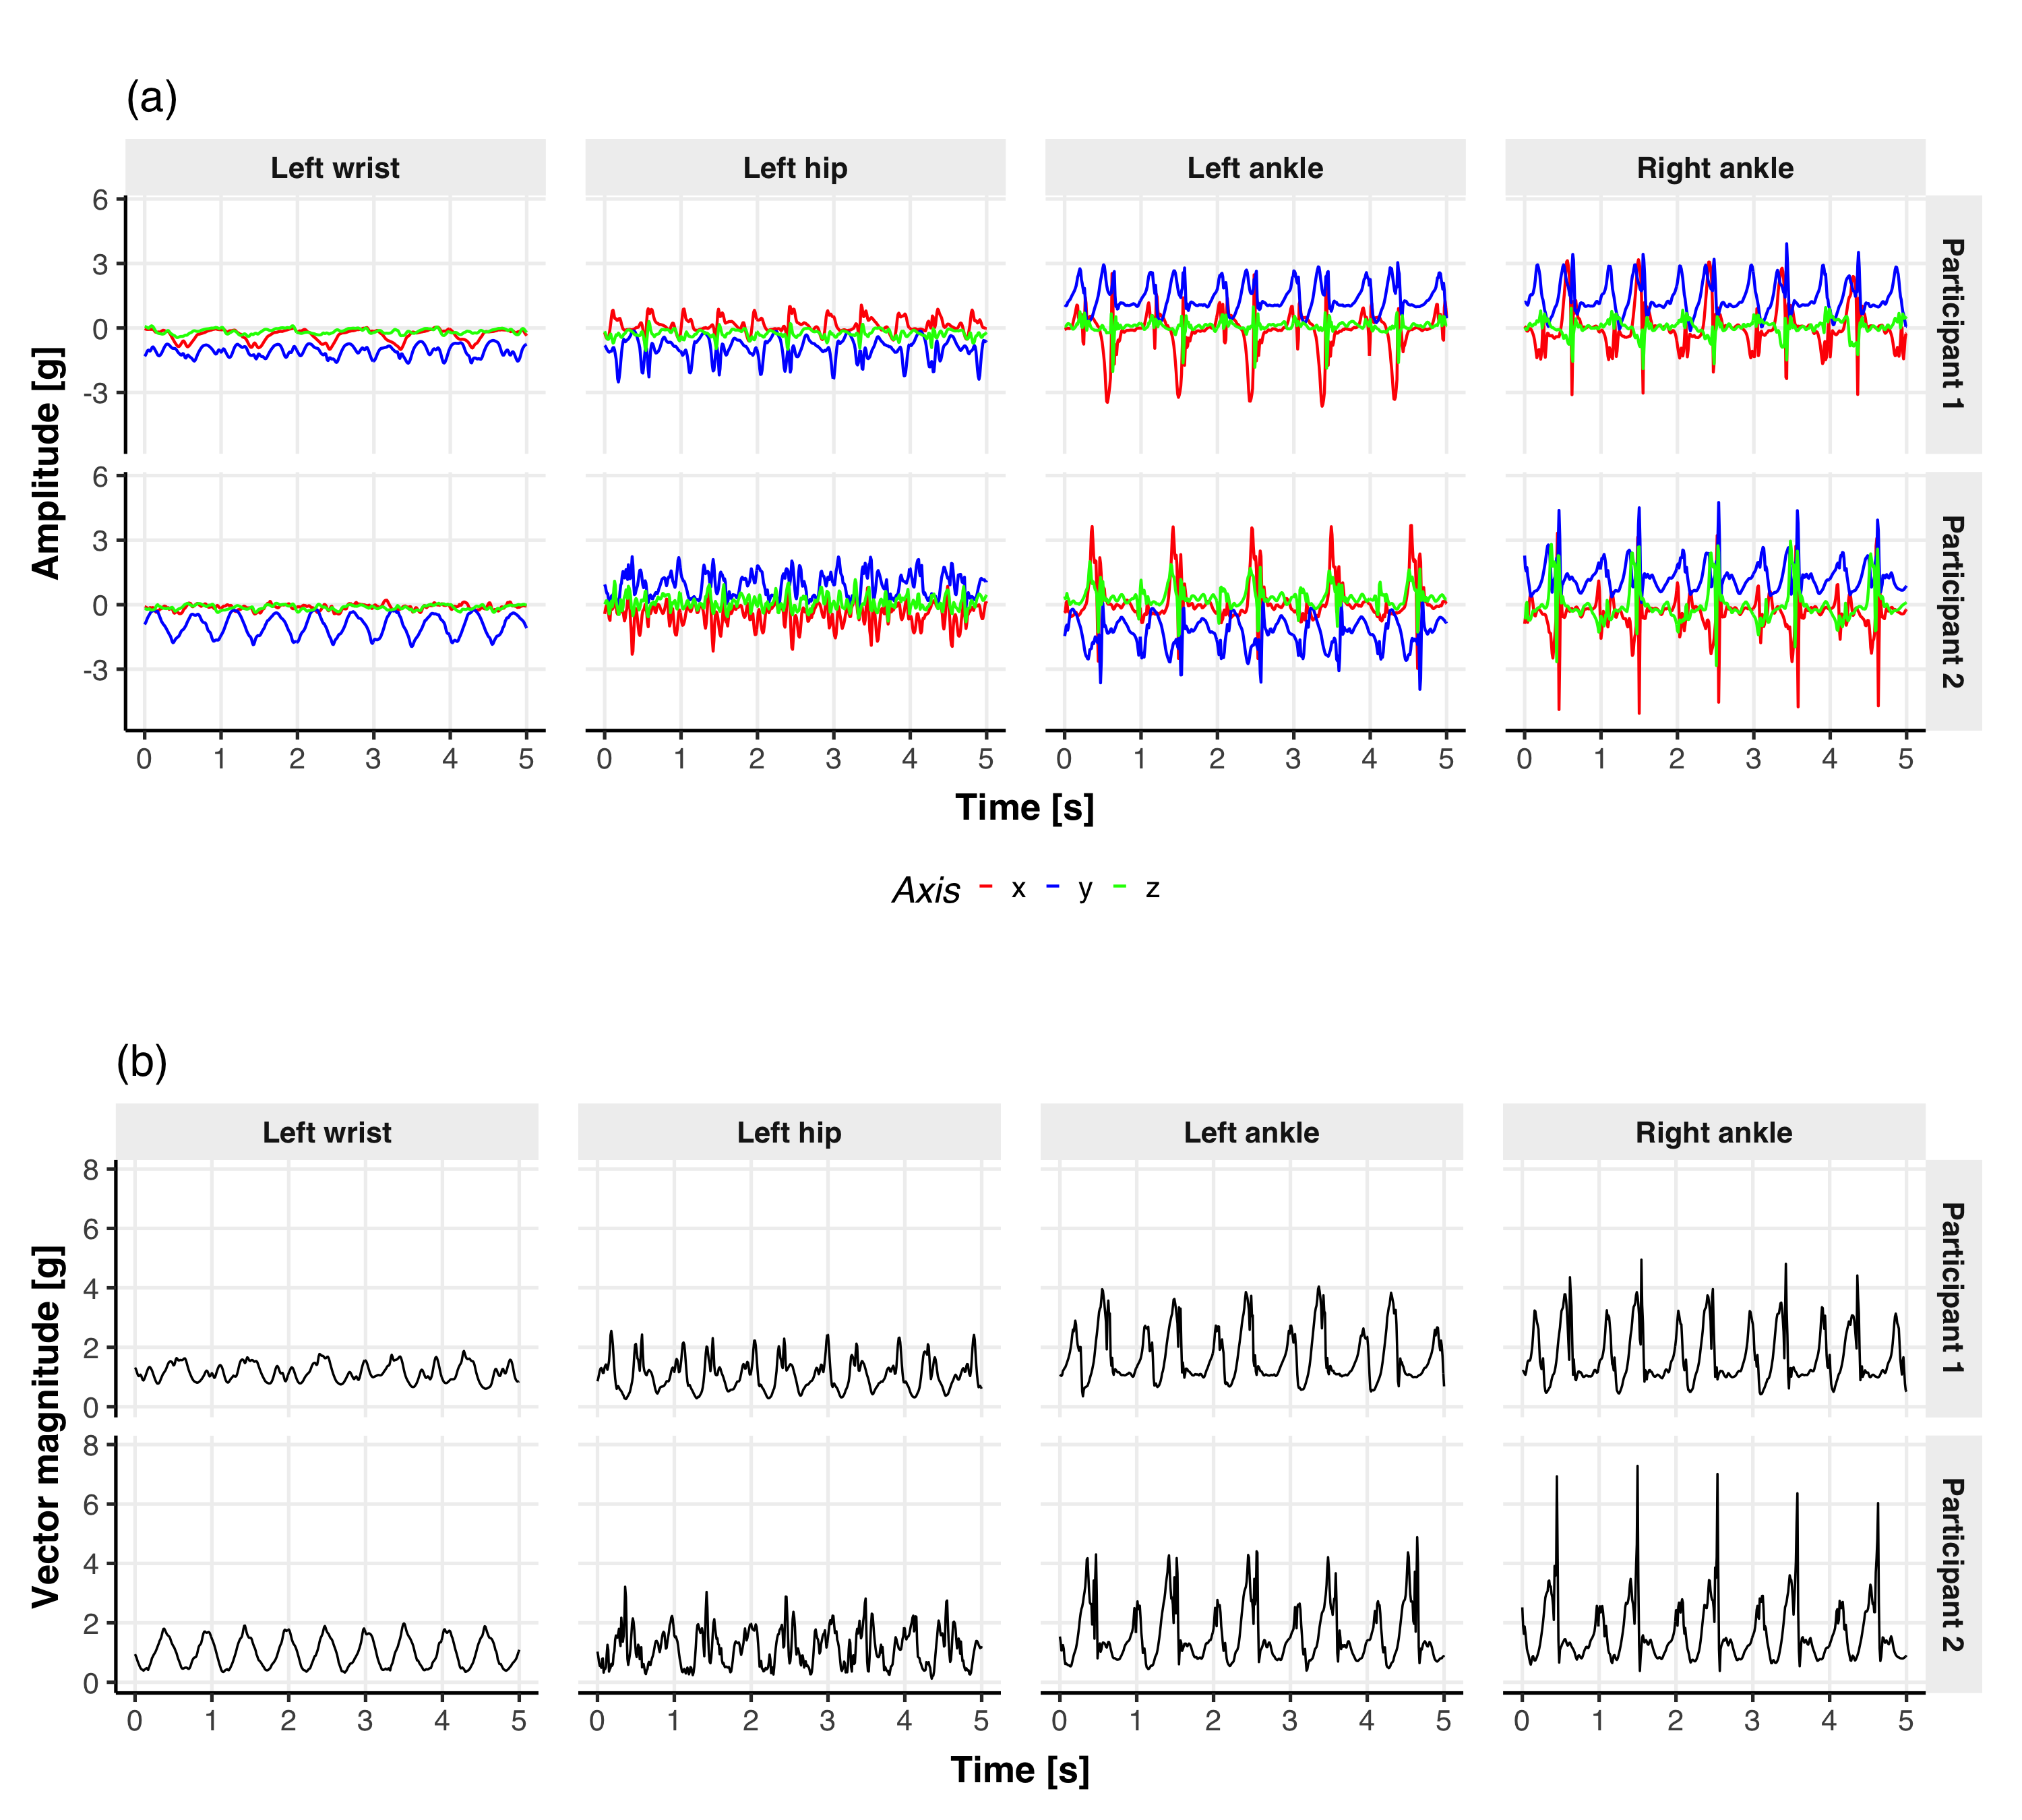 (a)
Left wrist Left hip Left ankle Right ankle
Amplitude [g]
6
3
0
-3
Participant 1
6
3
0
-3
Participant 2
0 1 2 3 4 5 0 1 2 3 4 5 0 1 2 3 4 5 0 1 2 3 4 5
Time [s]
Axis x y z
(b)
Left wrist Left hip Left ankle Right ankle
Vector magnitude [g]
8
6
4
2
0
Participant 1
8
6
4
2
0
Participant 2
0 1 2 3 4 5 0 1 2 3 4 5 0 1 2 3 4 5 0 1 2 3 4 5
Time [s]